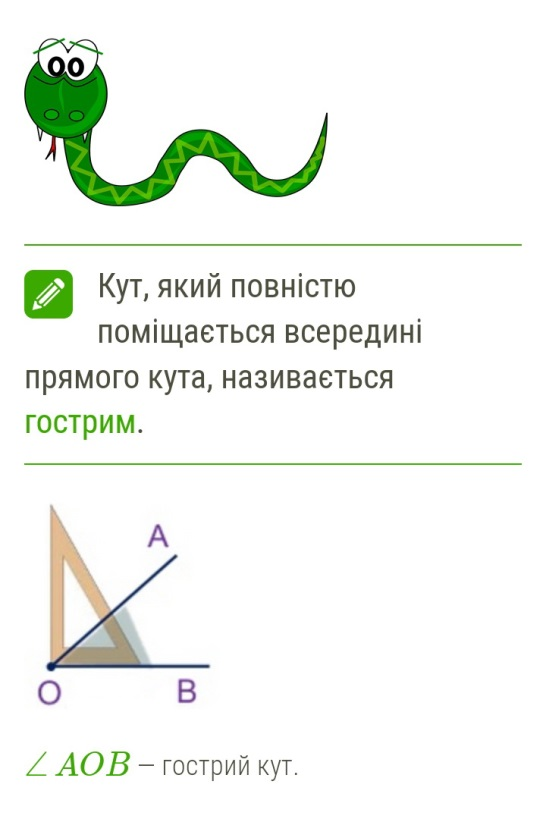 Кут, який повністю
поміщається всередині
прямого кута, називається
гострим.
A
O
B
∠ AOB — гострий кут.